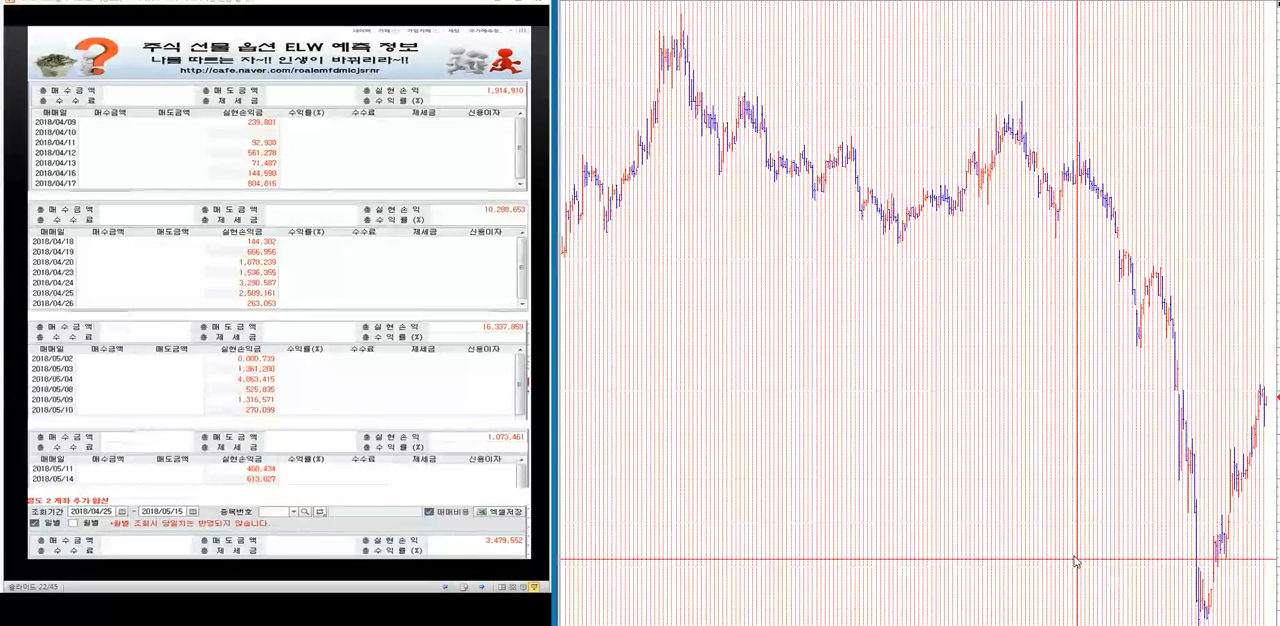 주식 선물 옵션 ELW 예측 정보
나를 따르는 자~!! 인생이 바뀌리라~!!
http://cafe.naver.com/roalemfdmlcjsrnr
총 매 수 금 액 총 매 도 금 액 총 실 현 손 익 1,914,910
총 수 수 료 총 제 세 금 총 수 익 률 (%)
매매일 매수금액 매도금액 실현손익금 수익률(%) 수수료 제세금 신용이자
2018/04/09 239,801
2018/04/10
2018/04/11 92,938
2018/04/12 561,278
2018/04/13 71,487
2018/04/16 144,590
2018/04/17 804,816
총 매 수 금 액 총 매 도 금 액 총 실 현 손 익 10,288,653
총 수 수 료 총 제 세 금 총 수 익 률 (%)
매매일 매수금액 매도금액 실현손익금 수익률(%) 수수료 제세금 신용이자
2018/04/18 144,302
2018/04/19 666,956
2018/04/20 1,878,239
2018/04/23 1,536,355
2018/04/24 3,290,587
2018/04/25 2,509,161
2018/04/26 263,053
총 매 수 금 액 총 매 도 금 액 총 실 현 손 익 16,337,859
총 수 수 료 총 제 세 금 총 수 익 률 (%)
매매일 매수금액 매도금액 실현손익금 수익률(%) 수수료 제세금 신용이자
2018/05/02 8,000,739
2018/05/03 1,361,200
2018/05/04 4,863,415
2018/05/08 525,835
2018/05/09 1,316,571
2018/05/10 270,099
총 매 수 금 액 총 매 도 금 액 총 실 현 손 익 1,073,461
총 수 수 료 총 제 세 금 총 수 익 률 (%)
매매일 매수금액 매도금액 실현손익금 수익률(%) 수수료 제세금 신용이자
2018/05/11 460,434
2018/05/14 613,027
별도 2 계좌 추가 합산
조회기간 2018/04/25 - 2018/05/15 종목번호 매매비용 엑셀저장
일별 월별 *월별 조회시 당일치는 반영되지 않습니다.
총 매 수 금 액 총 매 도 금 액 총 실 현 손 익 3,479,552
총 수 수 료 총 제 세 금 총 수 익 률 (%)
슬라이드 22/45